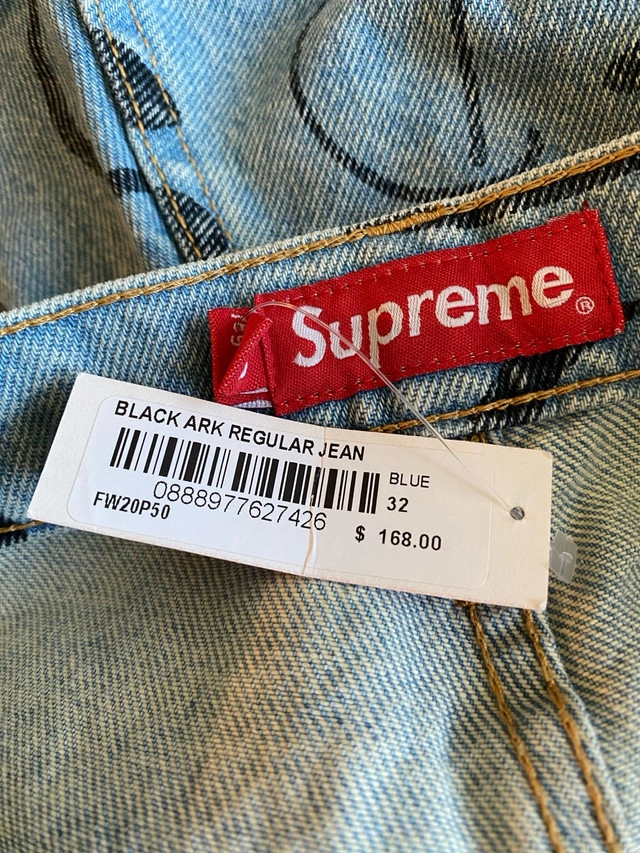 Supreme®
BLACK ARK REGULAR JEAN
BLUE
0888977627426
32
FW20P50
$ 168.00